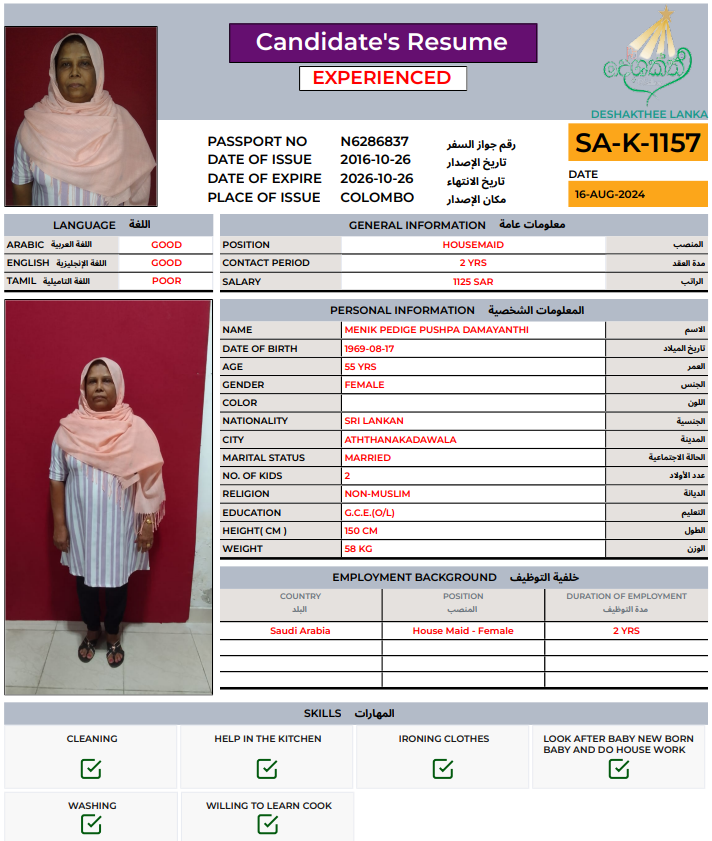 Candidate's Resume
EXPERIENCED
දේශක්තී
DESHAKTHEE LANKA
PASSPORT NO N6286837 رقم جواز السفر
DATE OF ISSUE 2016-10-26 تاريخ الإصدار
DATE OF EXPIRE 2026-10-26 تاريخ الانتهاء
PLACE OF ISSUE COLOMBO مكان الإصدار
SA-K-1157
DATE
16-AUG-2024
LANGUAGE اللغة
ARABIC اللغة العربية GOOD
ENGLISH اللغة الإنجليزية GOOD
TAMIL اللغة التاميلية POOR
GENERAL INFORMATION معلومات عامة
POSITION HOUSEMAID المنصب
CONTACT PERIOD 2 YRS مدة العقد
SALARY 1125 SAR الراتب
PERSONAL INFORMATION المعلومات الشخصية
NAME MENIK PEDIGE PUSHPA DAMAYANTHI الاسم
DATE OF BIRTH 1969-08-17 تاريخ الميلاد
AGE 55 YRS العمر
GENDER FEMALE الجنس
COLOR اللون
NATIONALITY SRI LANKAN الجنسية
CITY ATHTHANAKADAWALA المدينة
MARITAL STATUS MARRIED الحالة الاجتماعية
NO. OF KIDS 2 عدد الأولاد
RELIGION NON-MUSLIM الديانة
EDUCATION G.C.E.(O/L) التعليم
HEIGHT( CM ) 150 CM الطول
WEIGHT 58 KG الوزن
EMPLOYMENT BACKGROUND خلفية التوظيف
COUNTRY POSITION DURATION OF EMPLOYMENT
البلد المنصب مدة التوظيف
Saudi Arabia House Maid - Female 2 YRS
SKILLS المهارات
CLEANING
HELP IN THE KITCHEN
IRONING CLOTHES
LOOK AFTER BABY NEW BORN
BABY AND DO HOUSE WORK
WASHING
WILLING TO LEARN COOK